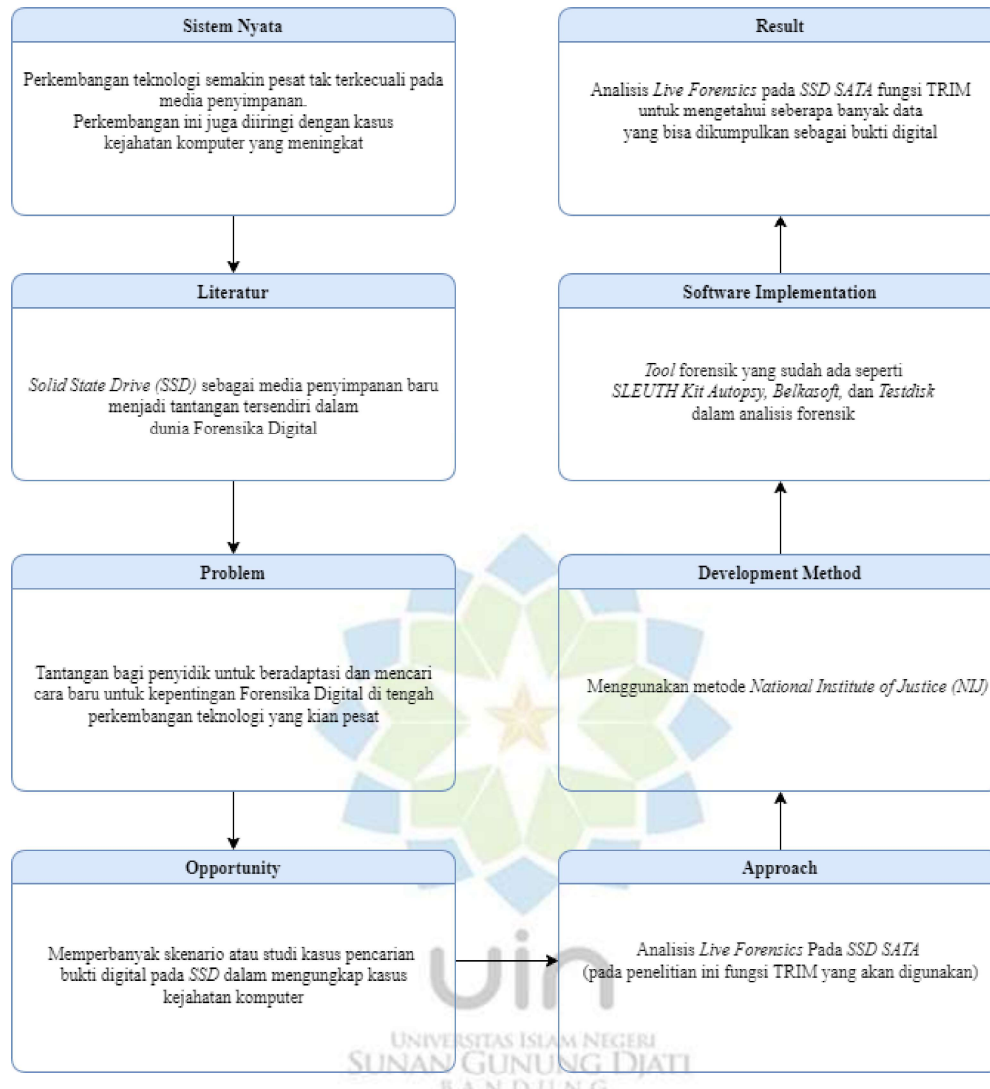 Sistem Nyata
Perkembangan teknologi semakin pesat tak terkecuali pada
media penyimpanan.
Perkembangan ini juga diiringi dengan kasus
kejahatan komputer yang meningkat
Literatur
Solid State Drive (SSD) sebagai media penyimpanan baru
menjadi tantangan tersendiri dalam
dunia Forensika Digital
Problem
Tantangan bagi penyidik untuk beradaptasi dan mencari
cara baru untuk kepentingan Forensika Digital di tengah
perkembangan teknologi yang kian pesat
Opportunity
Memperbanyak skenario atau studi kasus pencarian
bukti digital pada SSD dalam mengungkap kasus
kejahatan komputer
Approach
Analisis Live Forensics Pada SSD SATA
(pada penelitian ini fungsi TRIM yang akan digunakan)
Development Method
Menggunakan metode National Institute of Justice (NIJ)
Software Implementation
Tool forensik yang sudah ada seperti
SLEUTH Kit Autopsy, Belkasoft, dan Testdisk
dalam analisis forensik
Result
Analisis Live Forensics pada SSD SATA fungsi TRIM
untuk mengetahui seberapa banyak data
yang bisa dikumpulkan sebagai bukti digital
uin
UNIVERSITAS ISLAM NEGERI
SUNAN GUNUNG DJATI
BANDUNG